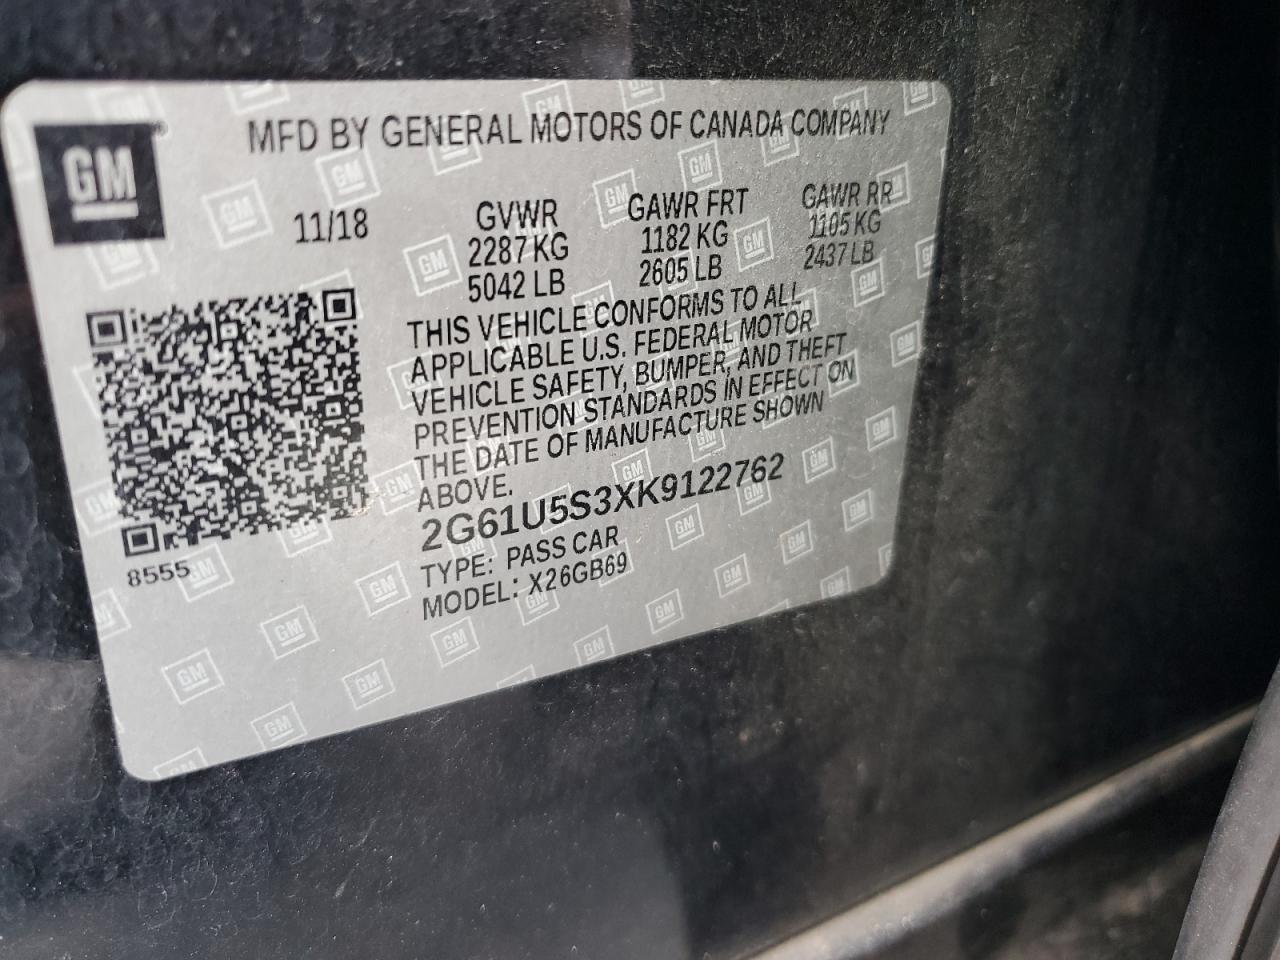 GM
MFD BY GENERAL MOTORS OF CANADA COMPANY
11/18
GVWR GAWR FRT GAWR RR
2287 KG 1182 KG 1105 KG
5042 LB 2605 LB 2437 LB
THIS VEHICLE CONFORMS TO ALL
APPLICABLE U.S. FEDERAL MOTOR
VEHICLE SAFETY, BUMPER, AND THEFT
PREVENTION STANDARDS IN EFFECT ON
THE DATE OF MANUFACTURE SHOWN
ABOVE.
2G61U5S3XK9122762
TYPE: PASS CAR
MODEL: X26GB69
8555